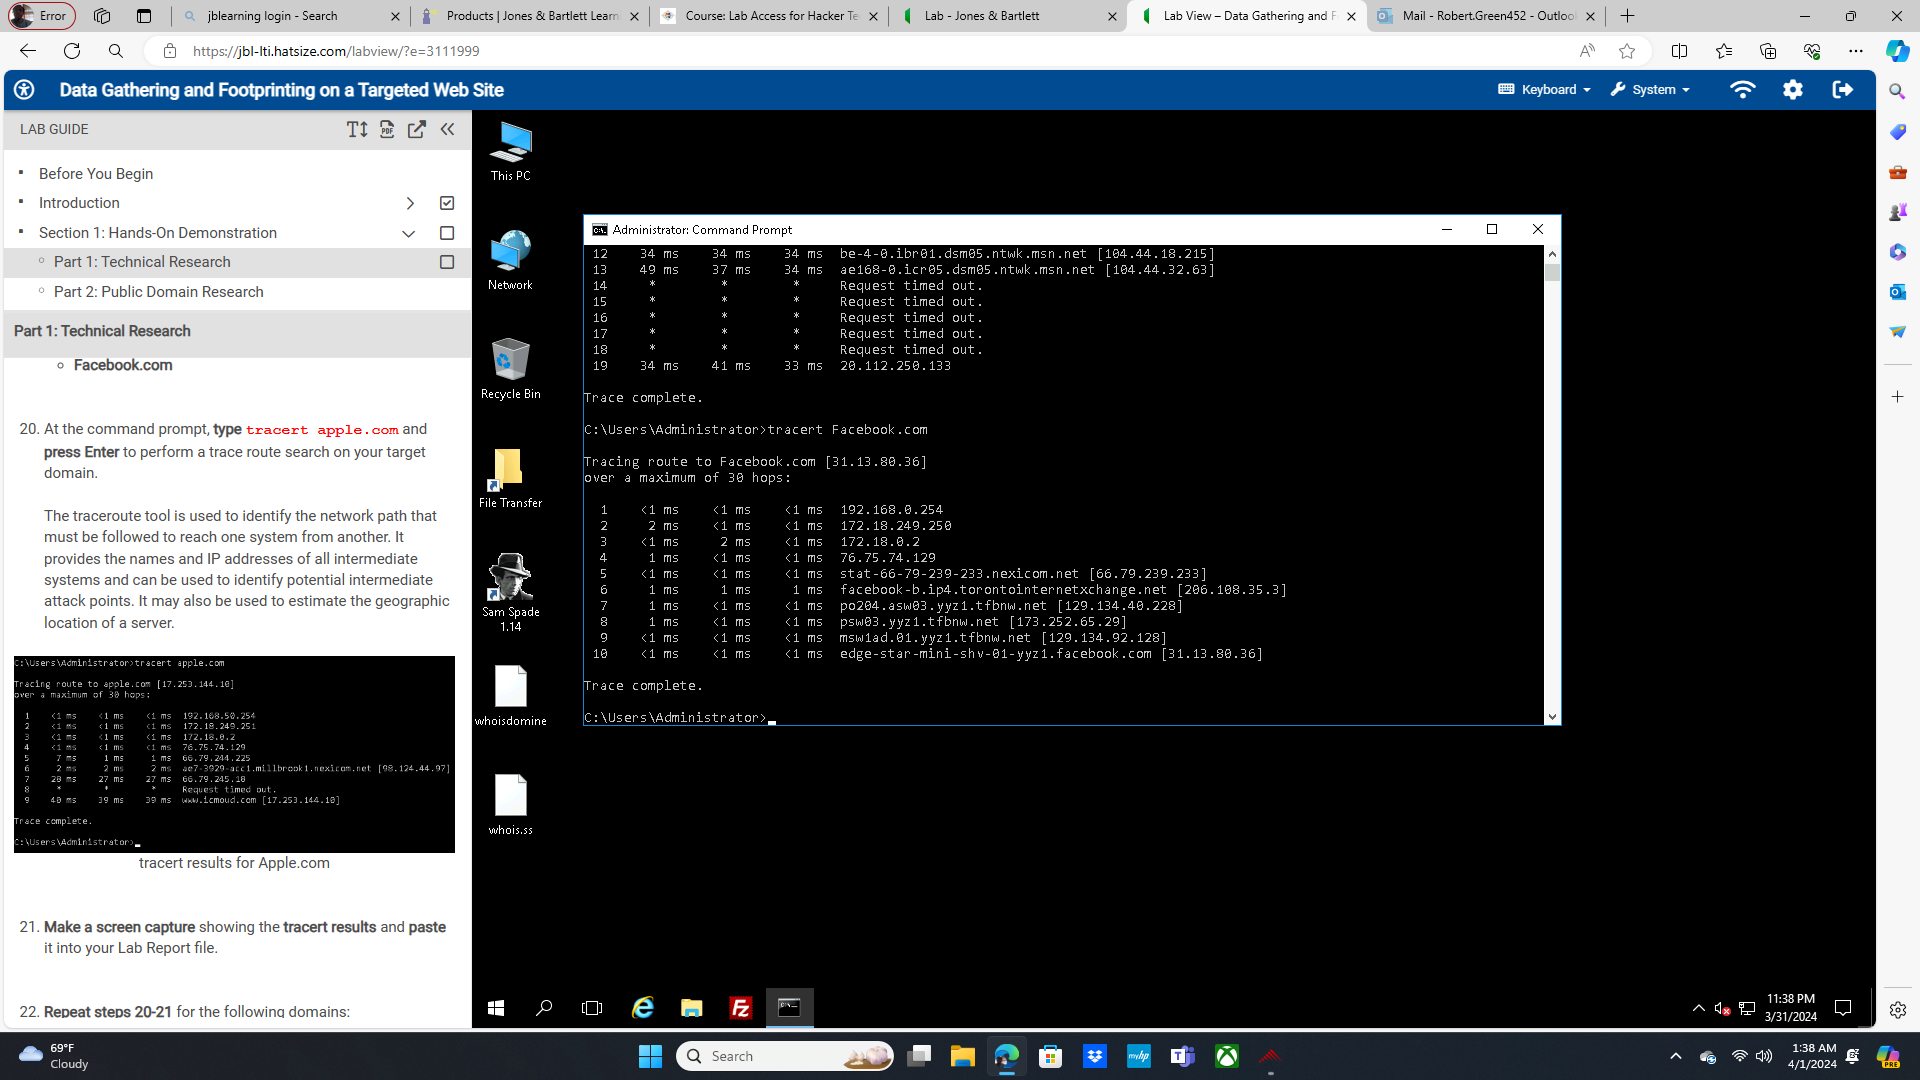 Error
jblearning login - Search
Products | Jones & Bartlett Learni
Course: Lab Access for Hacker Te
Lab - Jones & Bartlett
Lab View – Data Gathering and F
Mail - Robert.Green452 - Outlook
https://jbl-lti.hatsize.com/labview/?e=3111999
Data Gathering and Footprinting on a Targeted Web Site
Keyboard
System
LAB GUIDE
PDF
Before You Begin
Introduction
Section 1: Hands-On Demonstration
Part 1: Technical Research
Part 2: Public Domain Research
Part 1: Technical Research
Facebook.com
20. At the command prompt, type tracert apple.com and
press Enter to perform a trace route search on your target
domain.
The traceroute tool is used to identify the network path that
must be followed to reach one system from another. It
provides the names and IP addresses of all intermediate
systems and can be used to identify potential intermediate
attack points. It may also be used to estimate the geographic
location of a server.
C:\Users\Administrator>tracert apple.com
Tracing route to apple.com [17.253.144.10]
over a maximum of 30 hops:
1 <1 ms <1 ms <1 ms 192.168.50.254
2 <1 ms <1 ms <1 ms 172.18.249.251
3 <1 ms <1 ms <1 ms 172.18.0.2
4 <1 ms <1 ms <1 ms 76.75.74.129
5 7 ms 1 ms 1 ms 66.79.244.225
6 2 ms 2 ms 2 ms ae7-3929-acc1.millbrook1.nexicom.net [98.124.44.97]
7 28 ms 27 ms 27 ms 66.79.245.18
8 * * * Request timed out.
9 40 ms 39 ms 39 ms www.icmoud.com [17.253.144.10]
Trace complete.
C:\Users\Administrator>
tracert results for Apple.com
21. Make a screen capture showing the tracert results and paste
it into your Lab Report file.
22. Repeat steps 20-21 for the following domains:
This PC
Network
Recycle Bin
File Transfer
Sam Spade
1.14
whoisdomine
whois.ss
Administrator: Command Prompt
12 34 ms 34 ms 34 ms be-4-0.ibr01.dsm05.ntwk.msn.net [104.44.18.215]
13 49 ms 37 ms 34 ms ae168-0.icr05.dsm05.ntwk.msn.net [104.44.32.63]
14 * * * Request timed out.
15 * * * Request timed out.
16 * * * Request timed out.
17 * * * Request timed out.
18 * * * Request timed out.
19 34 ms 41 ms 33 ms 20.112.250.133
Trace complete.
C:\Users\Administrator>tracert Facebook.com
Tracing route to Facebook.com [31.13.80.36]
over a maximum of 30 hops:
1 <1 ms <1 ms <1 ms 192.168.0.254
2 2 ms <1 ms <1 ms 172.18.249.250
3 <1 ms 2 ms <1 ms 172.18.0.2
4 1 ms <1 ms <1 ms 76.75.74.129
5 <1 ms <1 ms <1 ms stat-66-79-239-233.nexicom.net [66.79.239.233]
6 1 ms 1 ms 1 ms facebook-b.ip4.torontointernetxchange.net [206.108.35.3]
7 1 ms <1 ms <1 ms po204.asw03.yyz1.tfbnw.net [129.134.40.228]
8 1 ms <1 ms <1 ms psw03.yyz1.tfbnw.net [173.252.65.29]
9 <1 ms <1 ms <1 ms msw1ad.01.yyz1.tfbnw.net [129.134.92.128]
10 <1 ms <1 ms <1 ms edge-star-mini-shv-01-yyz1.facebook.com [31.13.80.36]
Trace complete.
C:\Users\Administrator>
11:38 PM
3/31/2024
69°F
Cloudy
Search
myhp
1:38 AM
4/1/2024
PRE